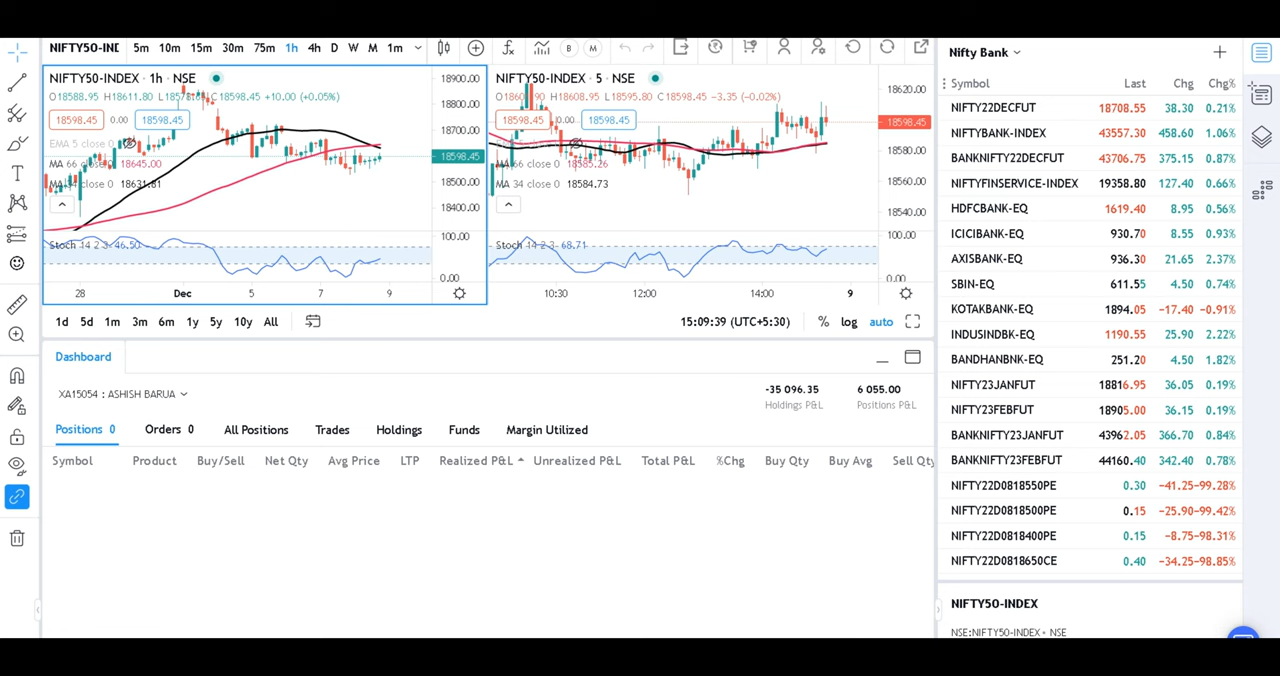 NIFTY50-INI 5m 10m 15m 30m 75m 1h 4h D W M 1m B M
NIFTY50-INDEX · 1h · NSE
O18588.95 H18611.80 C18598.45 +10.00 (+0.05%)
18598.45 0.00 18598.45
EMA 5 close 0
MA 66 close 0 18645.00
18631.81
18900.00
18800.00
18700.00
18598.45
18500.00
18400.00
Stoch 14 2 3 46.50
100.00
0.00
28 Dec 5 7 9
NIFTY50-INDEX · 5 · NSE
H18608.95 L18595.80 C18598.45 −3.35 (−0.02%)
18598.45 0.00 18598.45
MA 66 close 0 18585.26
MA 34 close 0 18584.73
18620.00
18598.45
18580.00
18560.00
18540.00
Stoch 14 2 3 68.71
100.00
0.00
10:30 12:00 14:00 9
1d 5d 1m 3m 6m 1y 5y 10y All 15:09:39 (UTC+5:30) % log auto
Dashboard
XA15054 : ASHISH BARUA
-35 096.35 6 055.00
Holdings P&L Positions P&L
Positions 0 Orders 0 All Positions Trades Holdings Funds Margin Utilized
Symbol Product Buy/Sell Net Qty Avg Price LTP Realized P&L Unrealized P&L Total P&L %Chg Buy Qty Buy Avg Sell Qty
Nifty Bank
Symbol Last Chg Chg%
NIFTY22DECFUT 18708.55 38.30 0.21%
NIFTYBANK-INDEX 43557.30 458.60 1.06%
BANKNIFTY22DECFUT 43706.75 375.15 0.87%
NIFTYFINSERVICE-INDEX 19358.80 127.40 0.66%
HDFCBANK-EQ 1619.40 8.95 0.56%
ICICIBANK-EQ 930.70 8.55 0.93%
AXISBANK-EQ 936.30 21.65 2.37%
SBIN-EQ 611.55 4.50 0.74%
KOTAKBANK-EQ 1894.05 −17.40 −0.91%
INDUSINDBK-EQ 1190.55 25.90 2.22%
BANDHANBNK-EQ 251.20 4.50 1.82%
NIFTY23JANFUT 18816.95 36.05 0.19%
NIFTY23FEBFUT 18905.00 36.15 0.19%
BANKNIFTY23JANFUT 43962.05 366.70 0.84%
BANKNIFTY23FEBFUT 44160.40 342.40 0.78%
NIFTY22D0818550PE 0.30 −41.25 −99.28%
NIFTY22D0818500PE 0.15 −25.90 −99.42%
NIFTY22D0818400PE 0.15 −8.75 −98.31%
NIFTY22D0818650CE 0.40 −34.25 −98.85%
NIFTY50-INDEX
NSE:NIFTY50-INDEX • NSE